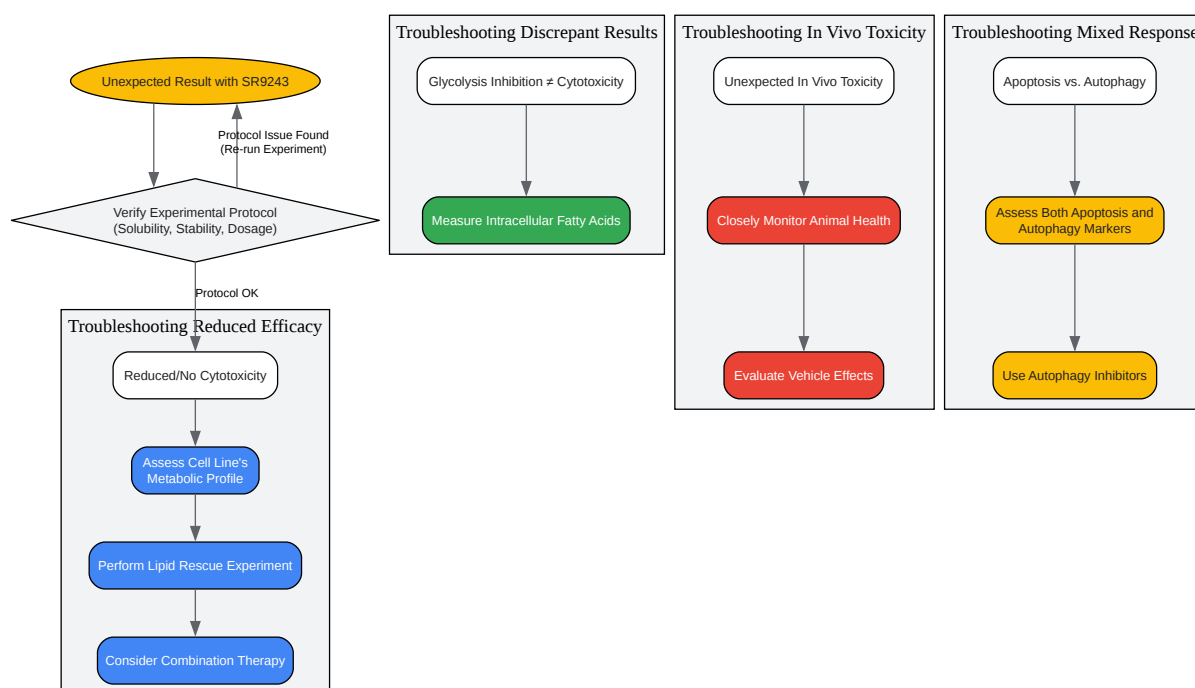 Unexpected Result with SR9243
Protocol Issue Found
(Re-run Experiment)
Verify Experimental Protocol
(Solubility, Stability, Dosage)
Protocol OK
Troubleshooting Reduced Efficacy
Reduced/No Cytotoxicity
Assess Cell Line's
Metabolic Profile
Perform Lipid Rescue Experiment
Consider Combination Therapy
Troubleshooting Discrepant Results
Glycolysis Inhibition ≠ Cytotoxicity
Measure Intracellular Fatty Acids
Troubleshooting In Vivo Toxicity
Unexpected In Vivo Toxicity
Closely Monitor Animal Health
Evaluate Vehicle Effects
Troubleshooting Mixed Response
Apoptosis vs. Autophagy
Assess Both Apoptosis and
Autophagy Markers
Use Autophagy Inhibitors